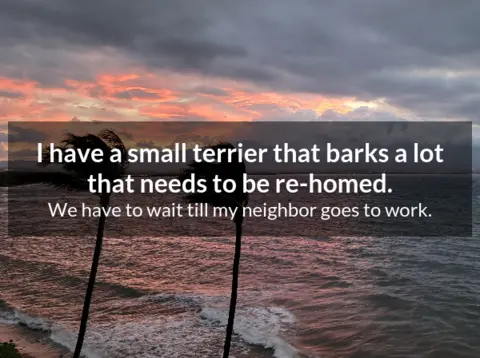 I have a small terrier that barks a lot
that needs to be re-homed.
We have to wait till my neighbor goes to work.